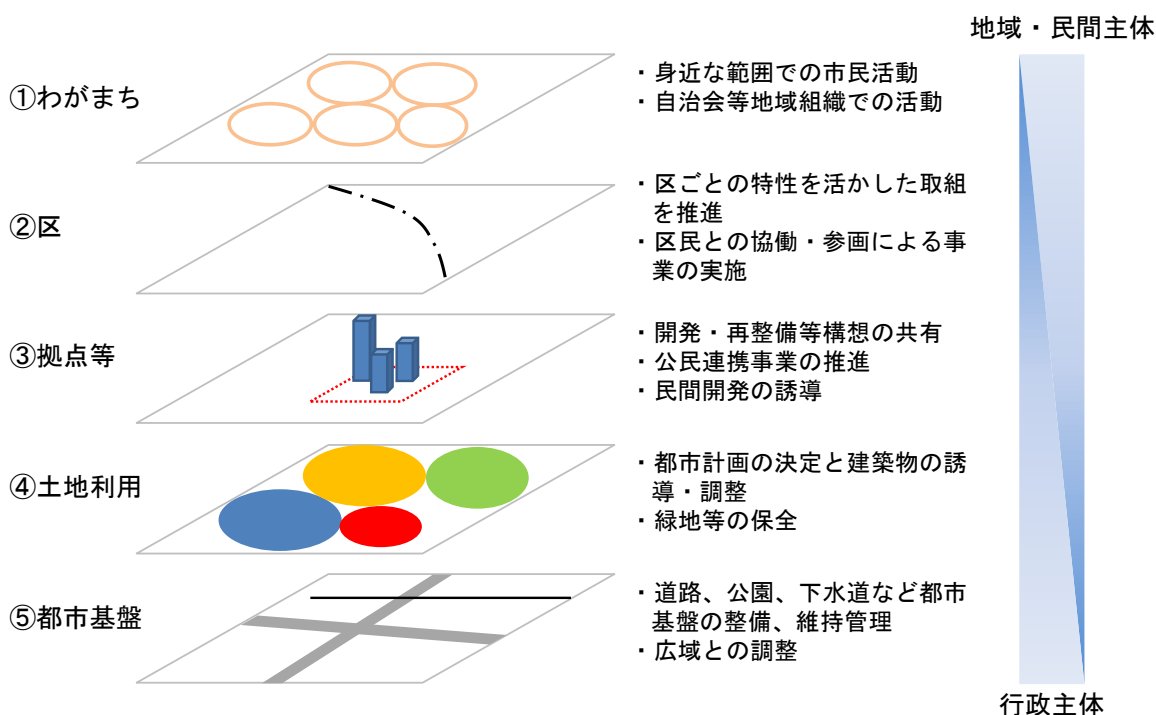 地域・民間主体
①わがまち
・身近な範囲での市民活動
・自治会等地域組織での活動
②区
・区ごとの特性を活かした取組
を推進
・区民との協働・参画による事
業の実施
③拠点等
・開発・再整備等構想の共有
・公民連携事業の推進
・民間開発の誘導
④土地利用
・都市計画の決定と建築物の誘
導・調整
・緑地等の保全
⑤都市基盤
・道路、公園、下水道など都市
基盤の整備、維持管理
・広域との調整
行政主体